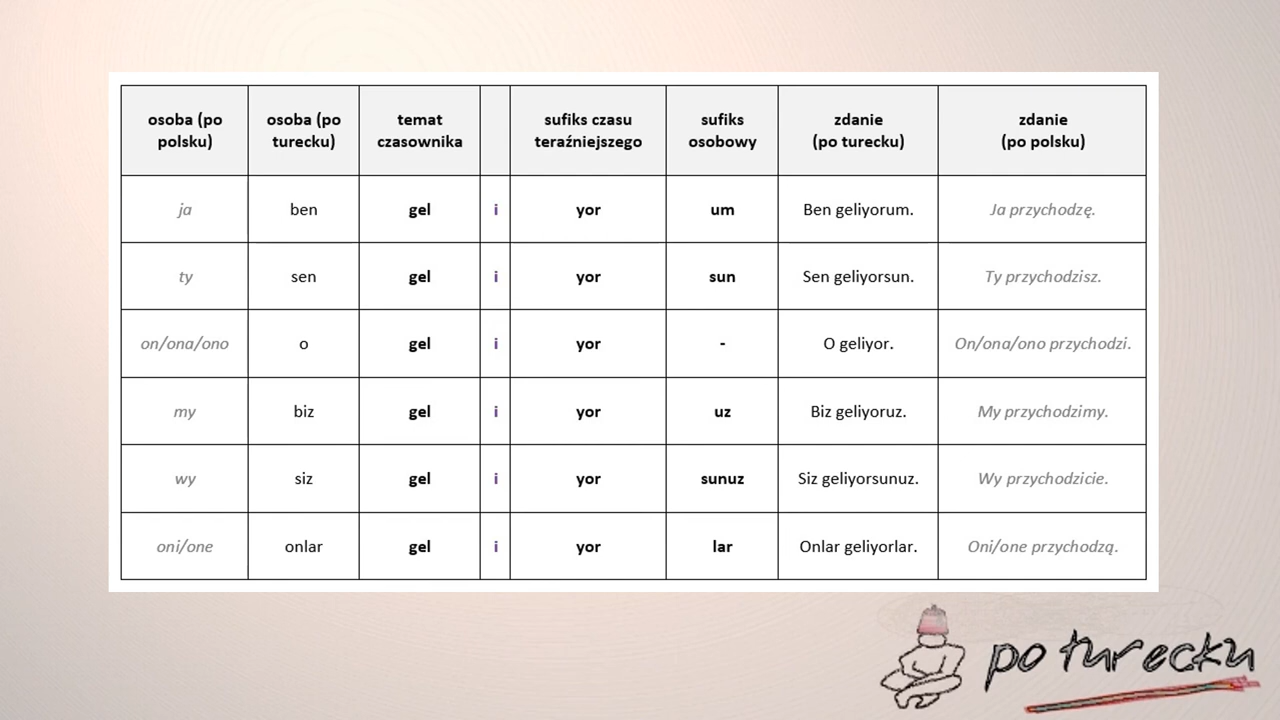 osoba (po polsku) osoba (po turecku) temat czasownika sufiks czasu teraźniejszego sufiks osobowy zdanie (po turecku) zdanie (po polsku)
ja ben gel i yor um Ben geliyorum. Ja przychodzę.
ty sen gel i yor sun Sen geliyorsun. Ty przychodzisz.
on/ona/ono o gel i yor - O geliyor. On/ona/ono przychodzi.
my biz gel i yor uz Biz geliyoruz. My przychodzimy.
wy siz gel i yor sunuz Siz geliyorsunuz. Wy przychodzicie.
oni/one onlar gel i yor lar Onlar geliyorlar. Oni/one przychodzą.
po turecku